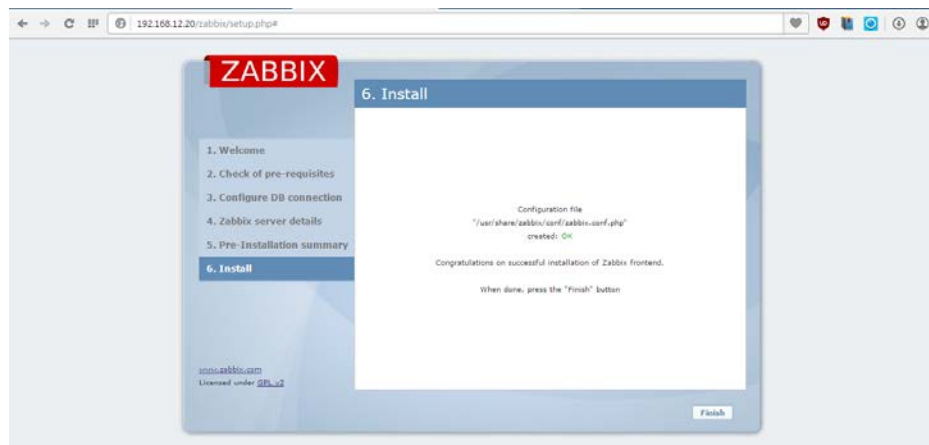 192.168.12.20/zabbix/setup.php#
ZABBIX
6. Install
1. Welcome
2. Check of pre-requisites
3. Configure DB connection
4. Zabbix server details
5. Pre-Installation summary
6. Install
Configuration file
"/usr/share/zabbix/conf/zabbix.conf.php"
created: OK
Congratulations on successful installation of Zabbix frontend.
When done, press the "Finish" button
www.zabbix.com
Licensed under GPL v2
Finish